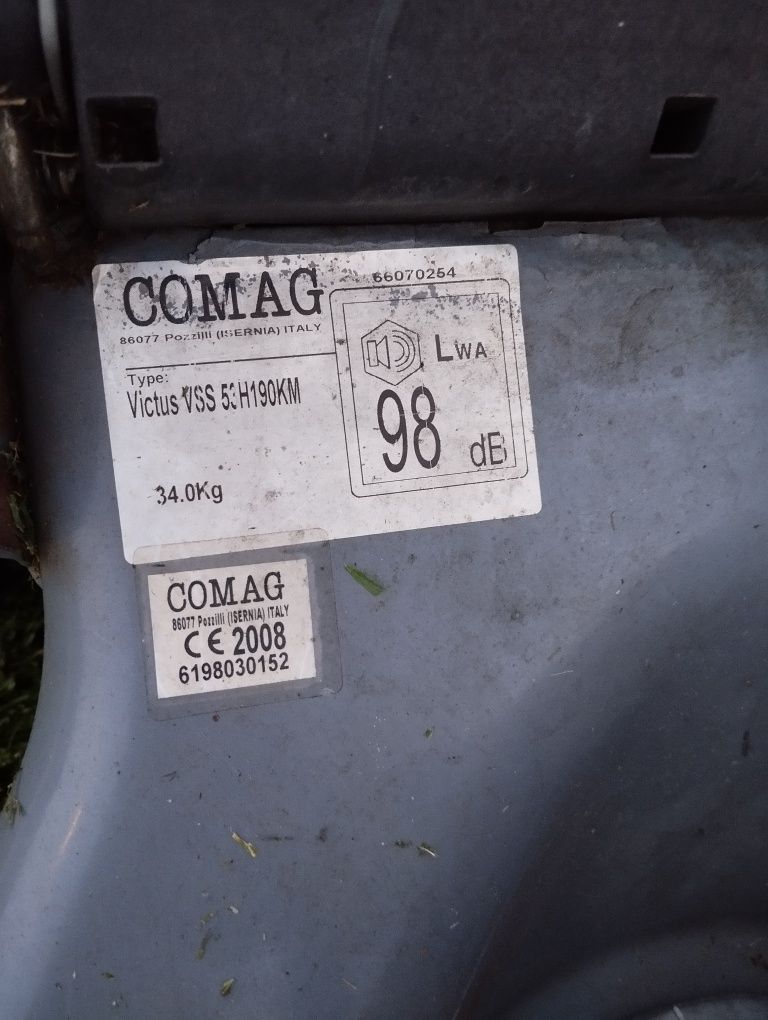 COMAG
66070254
86077 Pozzilli (ISERNIA) ITALY
Type:
Victus VSS 53H190KM
34.0Kg
LWA
98
dB
COMAG
86077 Pozzilli (ISERNIA) ITALY
CE 2008
6198030152